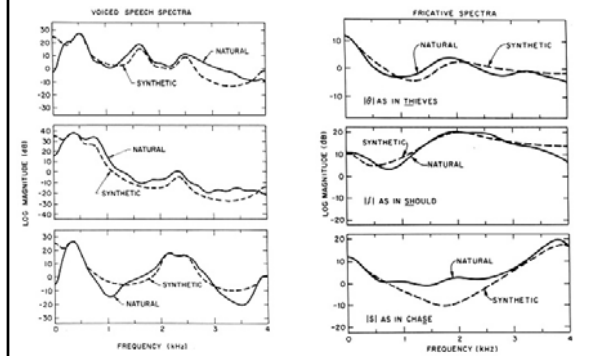 VOICED SPEECH SPECTRA
30
20
10
0
-10
-20
-30
NATURAL
SYNTHETIC
40
30
20
10
0
-10
-20
-30
-40
NATURAL
SYNTHETIC
30
20
10
0
-10
-20
-30
SYNTHETIC
NATURAL
LOG MAGNITUDE (dB)
0
1
2
3
4
FREQUENCY (kHz)
FRICATIVE SPECTRA
10
0
-10
NATURAL
SYNTHETIC
|θ| AS IN THIEVES
20
10
0
-10
-20
SYNTHETIC
NATURAL
|ʃ| AS IN SHOULD
20
10
0
-10
-20
NATURAL
SYNTHETIC
|S| AS IN CHASE
LOG MAGNITUDE (dB)
0
1
2
3
4
FREQUENCY (kHz)